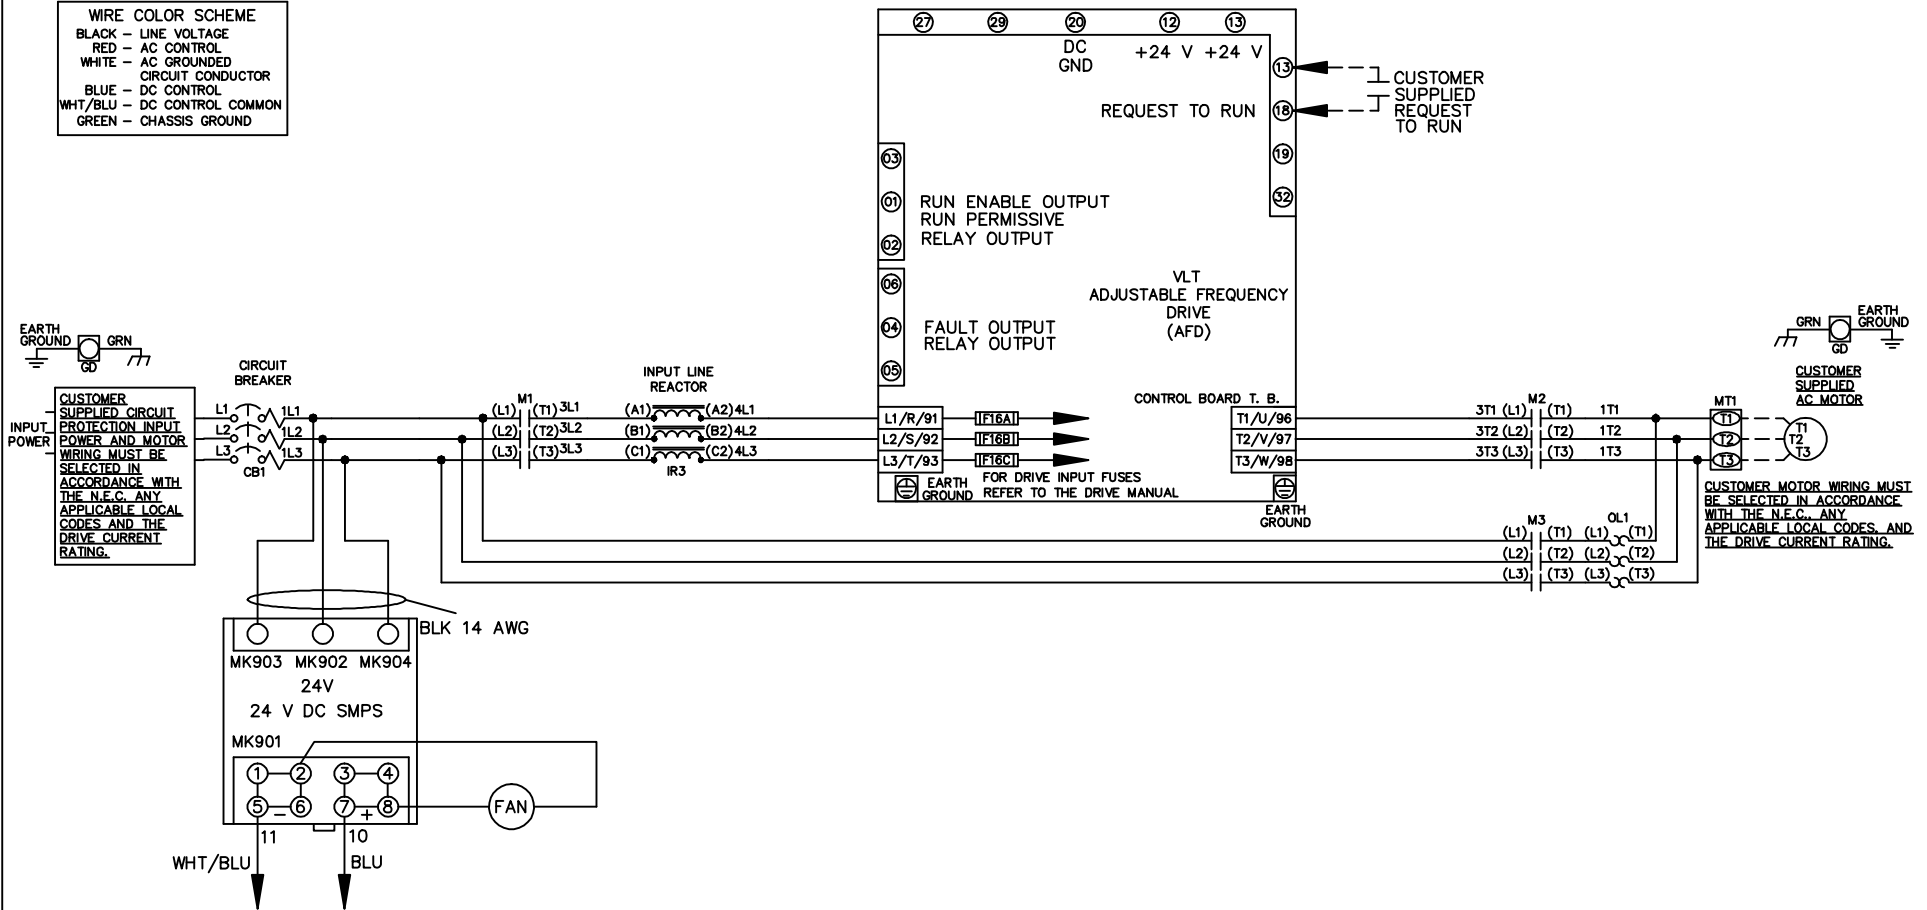 WIRE COLOR SCHEME
BLACK – LINE VOLTAGE
RED – AC CONTROL
WHITE – AC GROUNDED
CIRCUIT CONDUCTOR
BLUE – DC CONTROL
WHT/BLU – DC CONTROL COMMON
GREEN – CHASSIS GROUND
27 29 20 12 13
DC
GND
+24 V +24 V
13
18
19
32
REQUEST TO RUN
CUSTOMER
SUPPLIED
REQUEST
TO RUN
03
01
02
RUN ENABLE OUTPUT
RUN PERMISSIVE
RELAY OUTPUT
06
04
05
FAULT OUTPUT
RELAY OUTPUT
VLT
ADJUSTABLE FREQUENCY
DRIVE
(AFD)
EARTH
GROUND
GRN
GD
INPUT
POWER
CUSTOMER
SUPPLIED CIRCUIT
PROTECTION INPUT
POWER AND MOTOR
WIRING MUST BE
SELECTED IN
ACCORDANCE WITH
THE N.E.C. ANY
APPLICABLE LOCAL
CODES AND THE
DRIVE CURRENT
RATING.
CIRCUIT
BREAKER
L1 1L1
L2 1L2
L3 1L3
CB1
M1
(L1) (T1) 3L1
(L2) (T2) 3L2
(L3) (T3) 3L3
INPUT LINE
REACTOR
(A1) (A2) 4L1
(B1) (B2) 4L2
(C1) (C2) 4L3
IR3
L1/R/91 F16A
L2/S/92 F16B
L3/T/93 F16C
EARTH
GROUND
FOR DRIVE INPUT FUSES
REFER TO THE DRIVE MANUAL
CONTROL BOARD T. B.
T1/U/96
T2/V/97
T3/W/98
EARTH
GROUND
M2
3T1 (L1) (T1) 1T1
3T2 (L2) (T2) 1T2
3T3 (L3) (T3) 1T3
MT1
T1
T2
T3
T1
T2
T3
GRN
GD
EARTH
GROUND
CUSTOMER
SUPPLIED
AC MOTOR
CUSTOMER MOTOR WIRING MUST
BE SELECTED IN ACCORDANCE
WITH THE N.E.C., ANY
APPLICABLE LOCAL CODES, AND
THE DRIVE CURRENT RATING.
M3 OL1
(L1) (T1) (L1) (T1)
(L2) (T2) (L2) (T2)
(L3) (T3) (L3) (T3)
BLK 14 AWG
MK903 MK902 MK904
24V
24 V DC SMPS
MK901
1 2 3 4
5 6 7 8
– +
FAN
11 10
WHT/BLU BLU